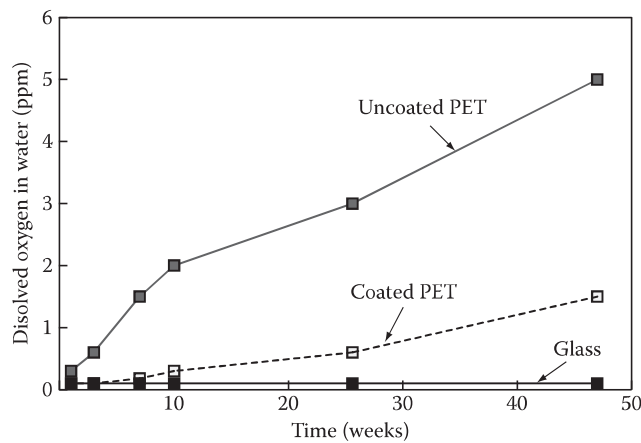 6
5
4
3
2
1
0
Disolved oxygen in water (ppm)
Uncoated PET
Coated PET
Glass
10
20
30
40
50
Time (weeks)